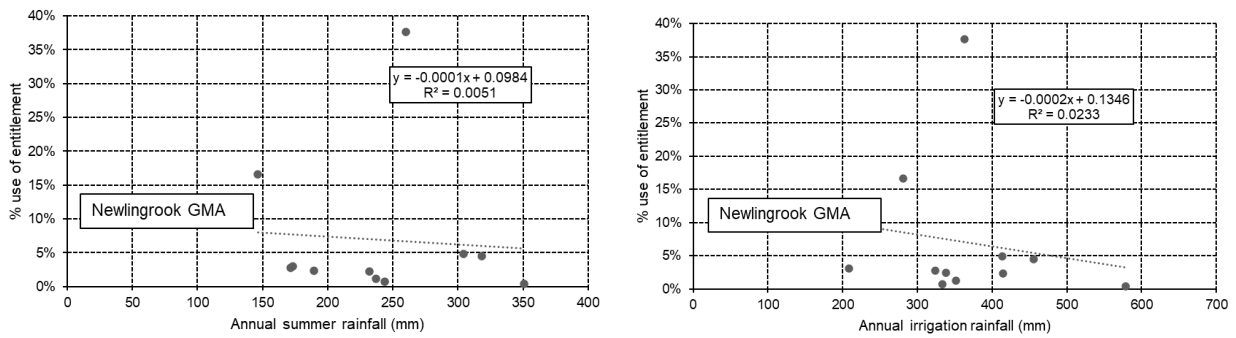 40%
35%
30%
25%
20%
15%
10%
5%
0%
% use of entitlement
y = -0.0001x + 0.0984
R² = 0.0051
Newlingrook GMA
0 50 100 150 200 250 300 350 400
Annual summer rainfall (mm)
40%
35%
30%
25%
20%
15%
10%
5%
0%
% use of entitlement
y = -0.0002x + 0.1346
R² = 0.0233
Newlingrook GMA
0 100 200 300 400 500 600 700
Annual irrigation rainfall (mm)